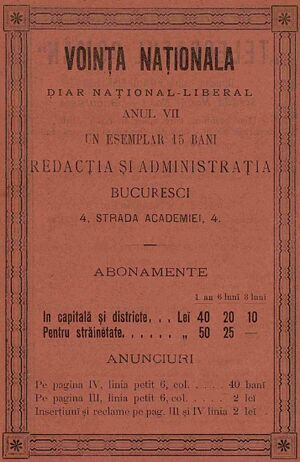 VOINȚA NAȚIONALA
DIAR NAȚIONAL-LIBERAL
ANUL VII
UN ESEMPLAR 15 BANI
REDACȚIA ȘI ADMINISTRAȚIA
BUCURESCI
4, STRADA ACADEMIEI, 4.
ABONAMENTE
1 an 6 luni 3 luni
In capitală și districte. . . Lei 40 20 10
Pentru străinetate. . . . . . „ 50 25 —
ANUNCIURI
Pe pagina IV, linia petit 6, col. . . . . . 40 bani
Pe pagina III, linia petit 6, col. . . . . 2 lei
Inserțiuni și reclame pe pag. III și IV linia 2 lei .